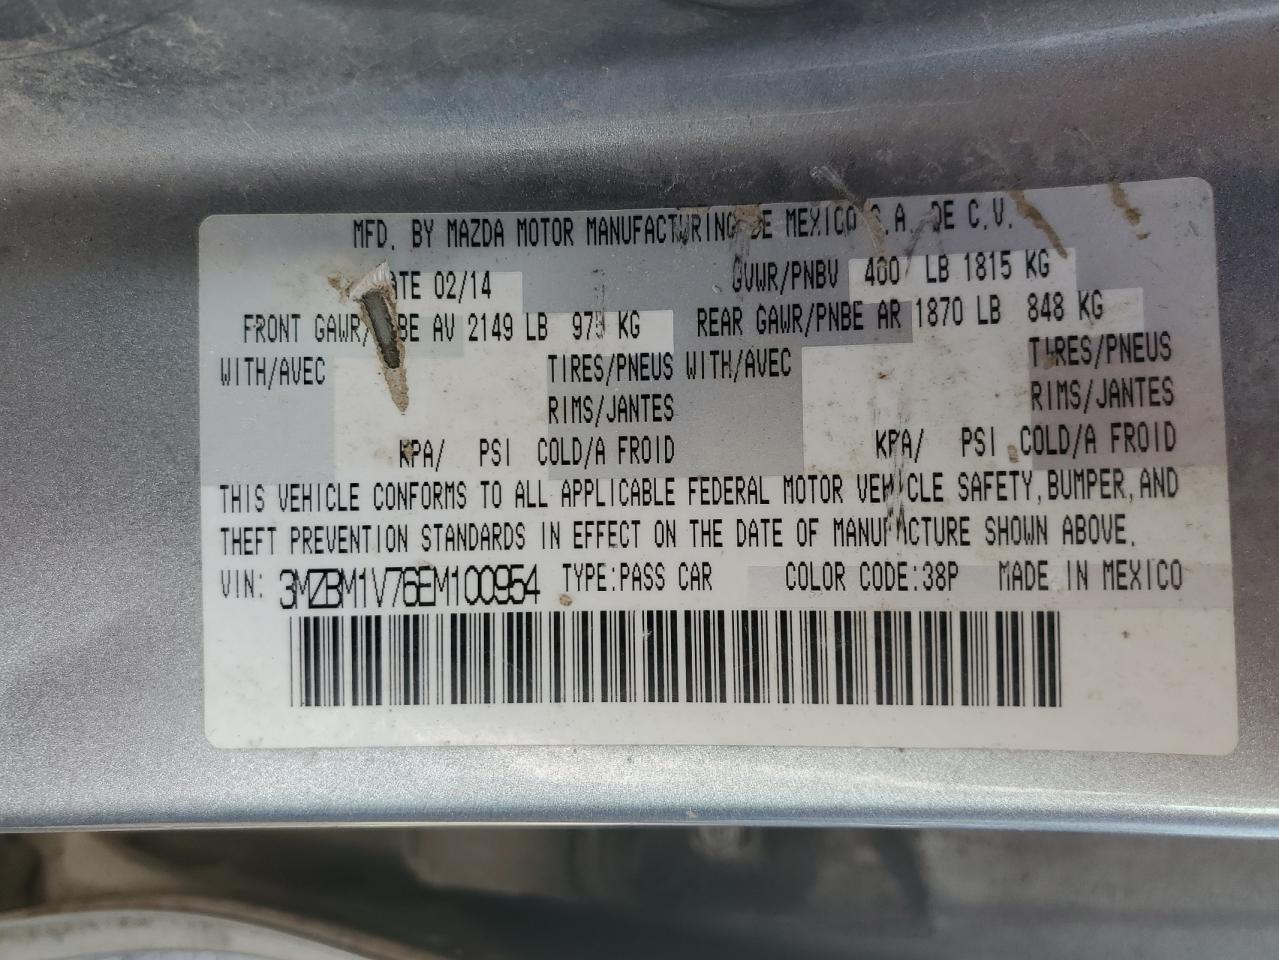 MFD. BY MAZDA MOTOR MANUFACTURING DE MEXICO S.A. DE C.V.
02/14 GVWR/PNBV LB 1815 KG
FRONT AV 2149 LB KG REAR GAWR/PNBE AR 1870 LB 848 KG
WITH/AVEC TIRES/PNEUS WITH/AVEC TIRES/PNEUS
RIMS/JANTES RIMS/JANTES
KPA/ PSI COLD/A FROID KPA/ PSI COLD/A FROID
THIS VEHICLE CONFORMS TO ALL APPLICABLE FEDERAL MOTOR VEHICLE SAFETY, BUMPER, AND
THEFT PREVENTION STANDARDS IN EFFECT ON THE DATE OF MANUFACTURE SHOWN ABOVE.
VIN: 3MZBM1V76EM100954 TYPE:PASS CAR COLOR CODE:38P MADE IN MEXICO